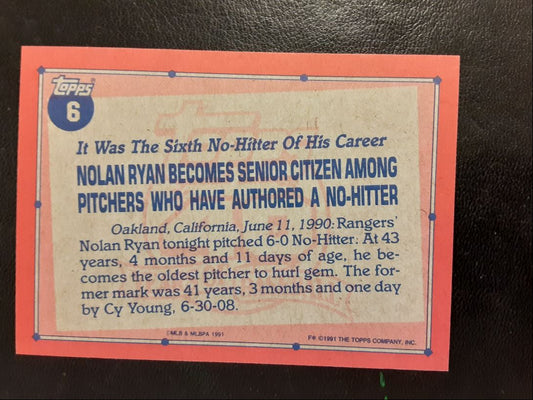 Topps®
6
It Was The Sixth No-Hitter Of His Career
NOLAN RYAN BECOMES SENIOR CITIZEN AMONG
PITCHERS WHO HAVE AUTHORED A NO-HITTER
Oakland, California, June 11, 1990: Rangers'
Nolan Ryan tonight pitched 6-0 No-Hitter. At 43
years, 4 months and 11 days of age, he be-
comes the oldest pitcher to hurl gem. The for-
mer mark was 41 years, 3 months and one day
by Cy Young, 6-30-08.
©MLB & MLBPA 1991
F* ©1991 THE TOPPS COMPANY, INC.